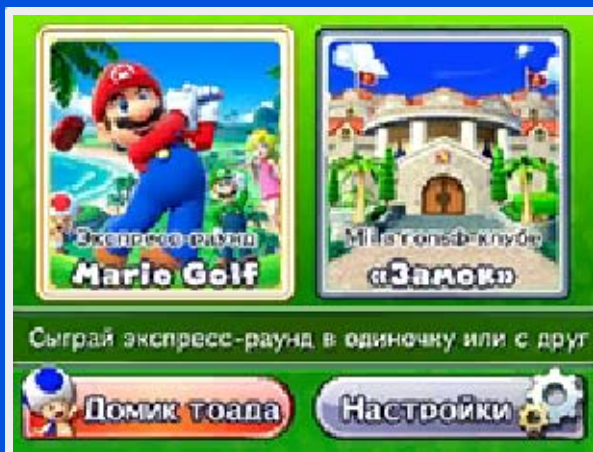 Экспресс-раунд
Mario Golf
Mii в гольф-клубе
«Замок»
Сыграй экспресс-раунд в одиночку или с друг
Домик тоада
Настройки